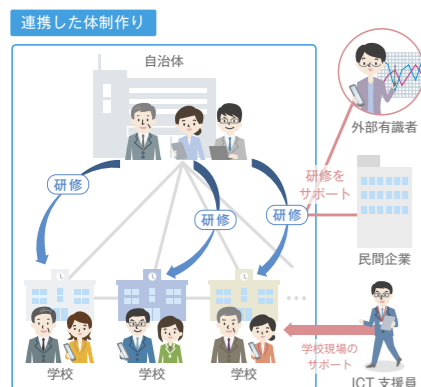 連携した体制作り
自治体
外部有識者
研修を
サポート
研修
研修
研修
民間企業
学校
学校
学校
…
学校現場の
サポート
ICT 支援員